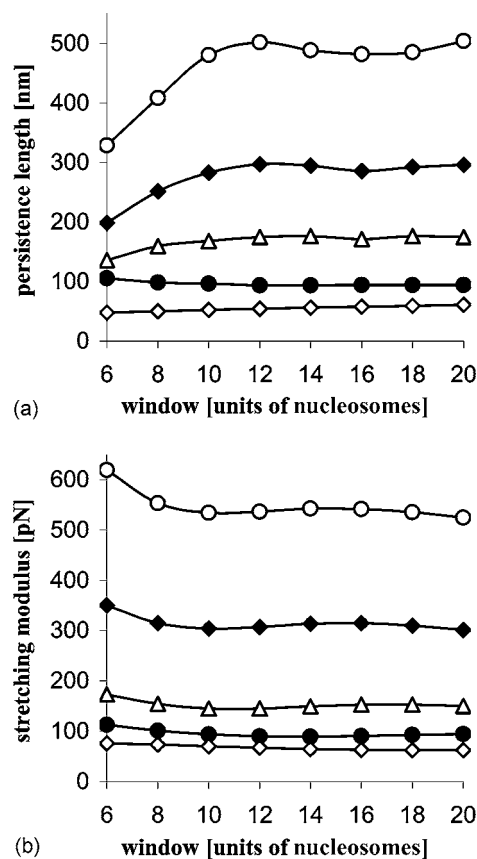 (a)
persistence length [nm]
500
400
300
200
100
0
6 8 10 12 14 16 18 20
window [units of nucleosomes]
(b)
stretching modulus [pN]
600
500
400
300
200
100
0
6 8 10 12 14 16 18 20
window [units of nucleosomes]